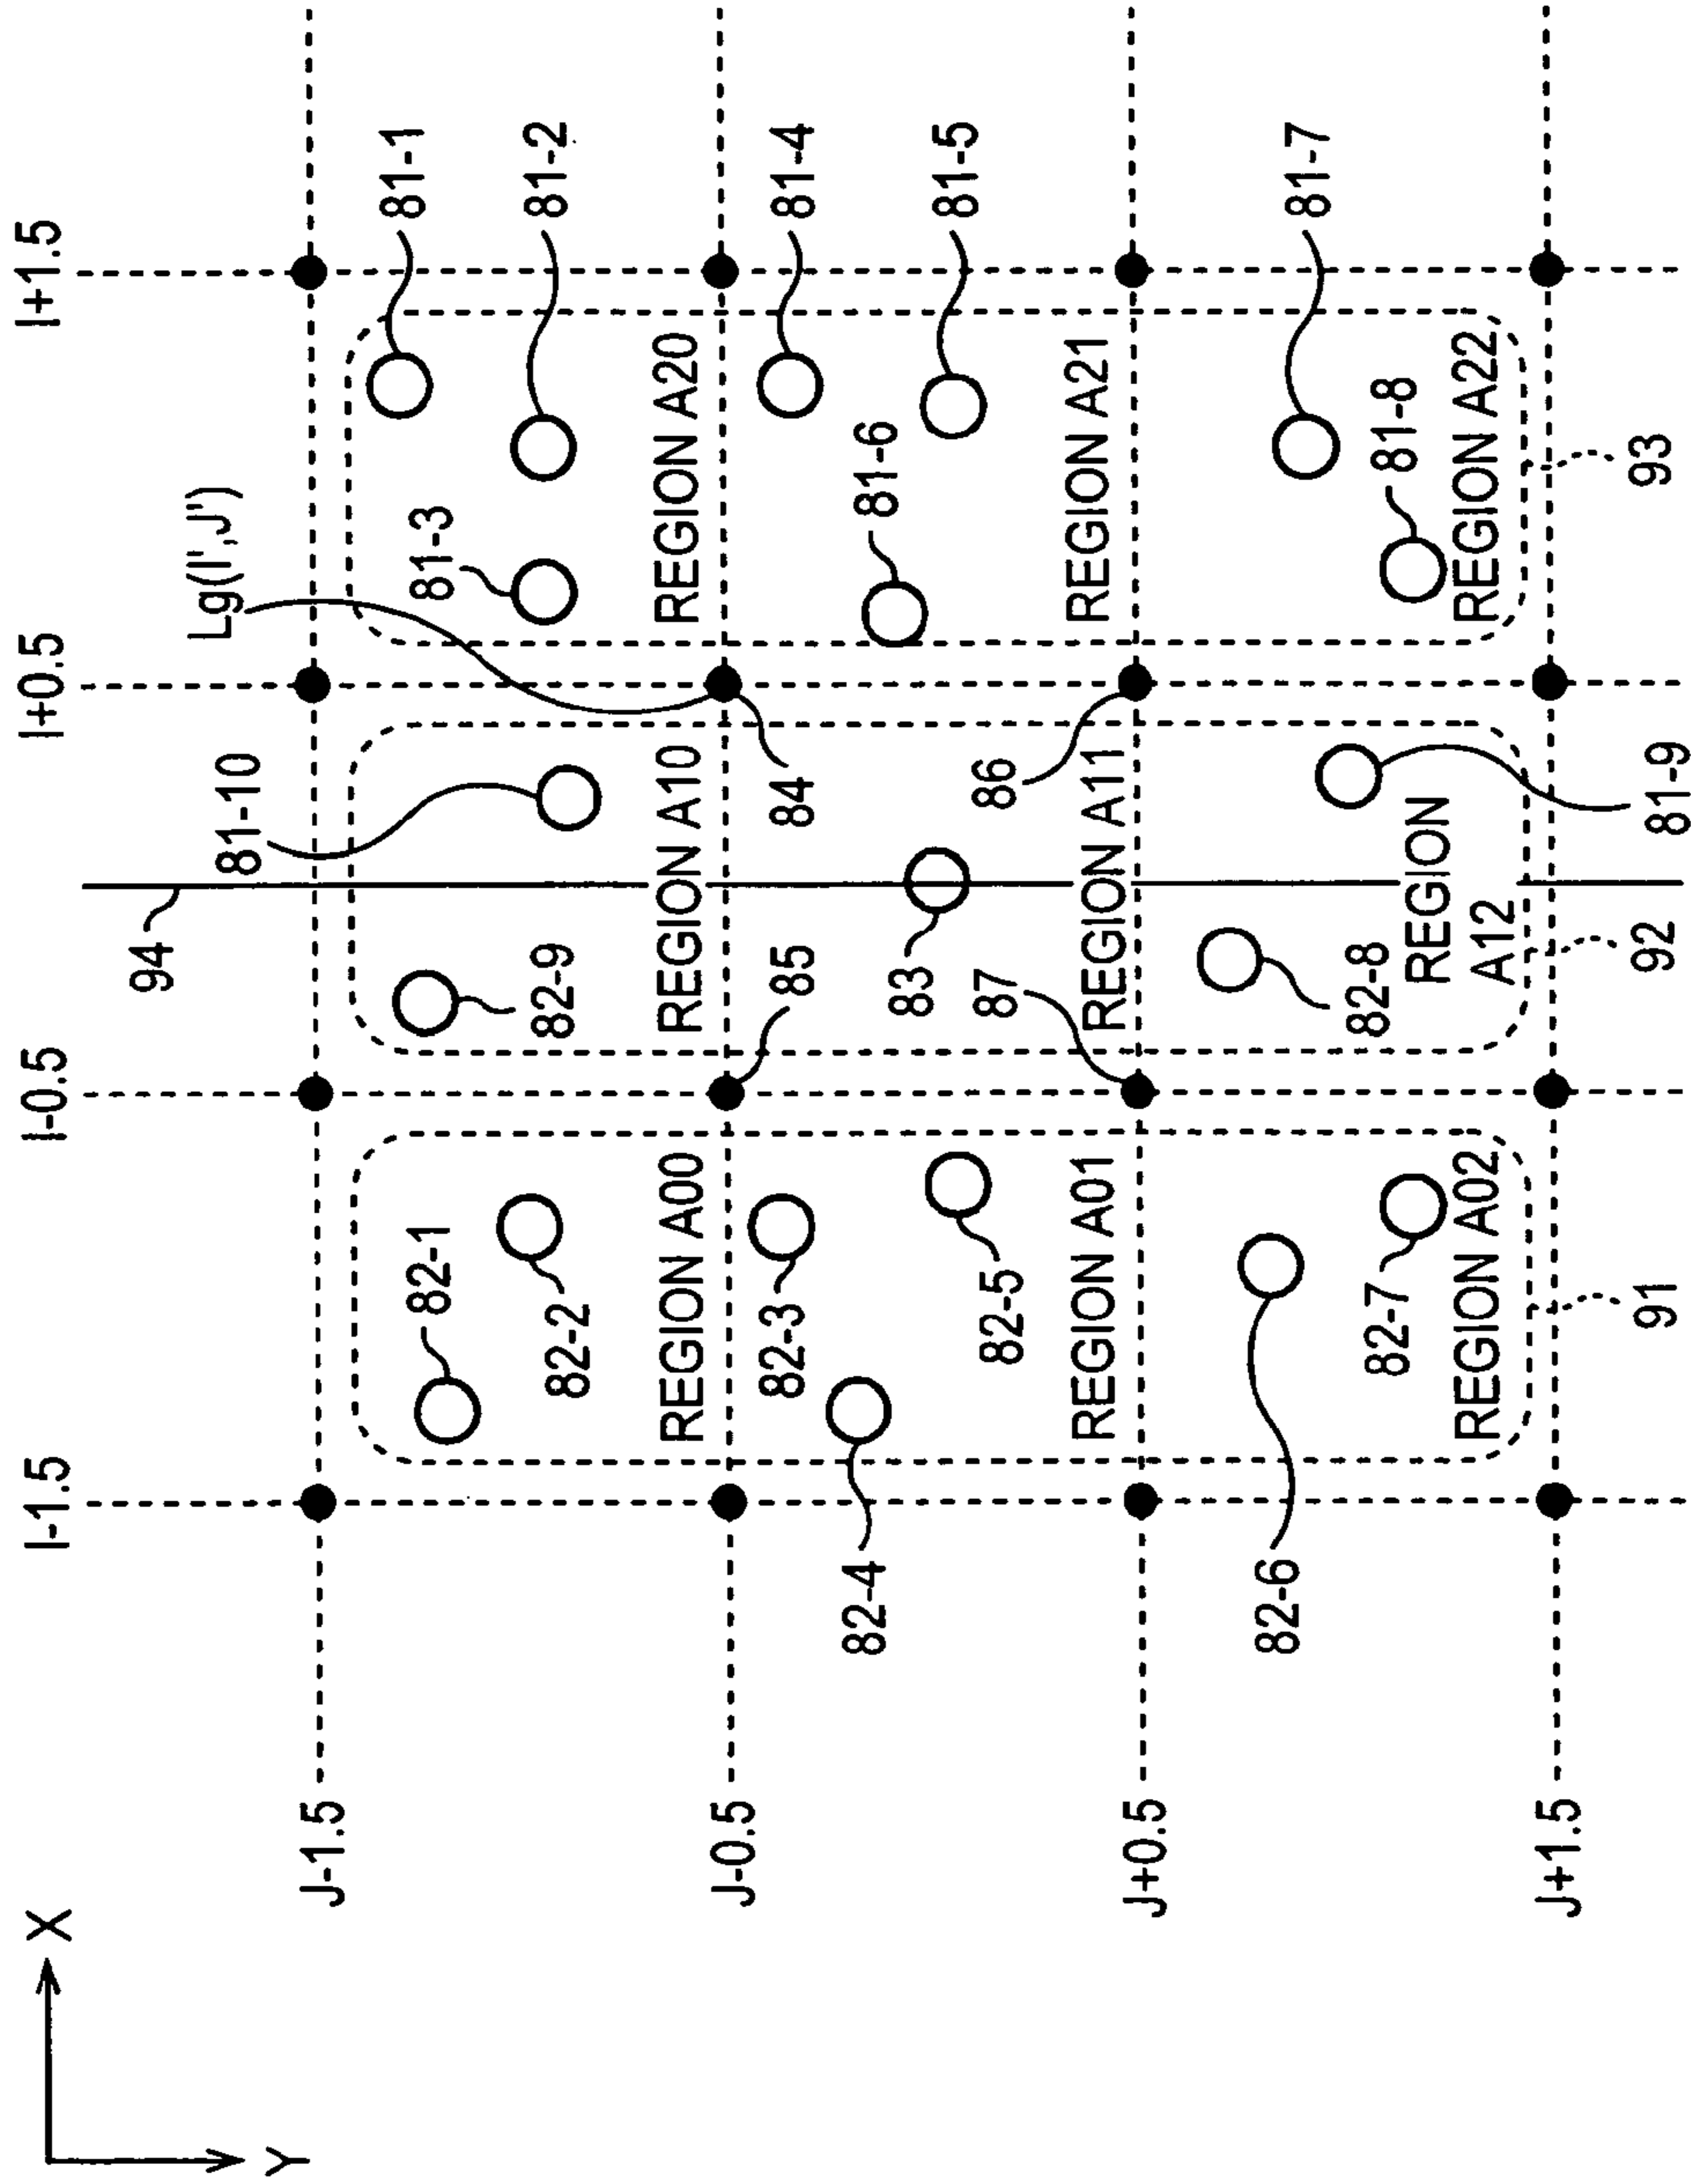 X
I-1.5
I-0.5
I+0.5
I+1.5
94
Lg(I',J')
81-10
Y
J-1.5
81-1
82-1
81-3
82-9
81-2
82-2
REGION A00
REGION A10
REGION A20
J-0.5
82-3
85
84
81-4
82-4
81-6
83
81-5
82-5
87
86
REGION A01
REGION A11
REGION A21
J+0.5
82-6
81-7
82-8
82-7
81-8
REGION A02
REGION
A12
REGION A22
J+1.5
91
92
81-9
93